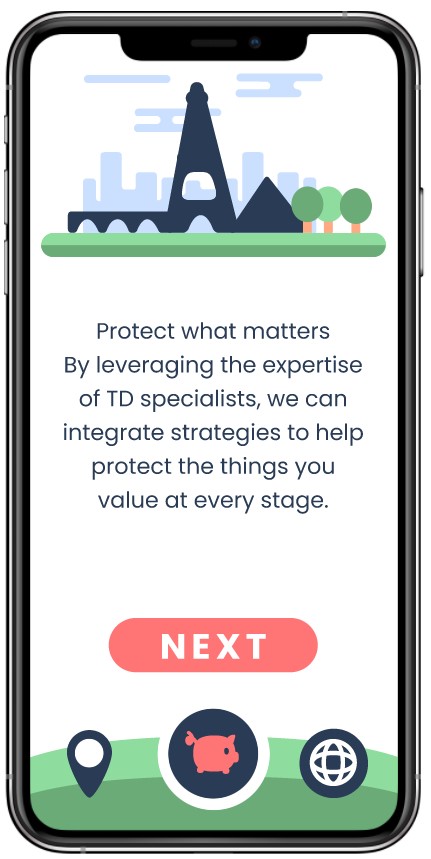 Protect what matters
By leveraging the expertise
of TD specialists, we can
integrate strategies to help
protect the things you
value at every stage.
NEXT